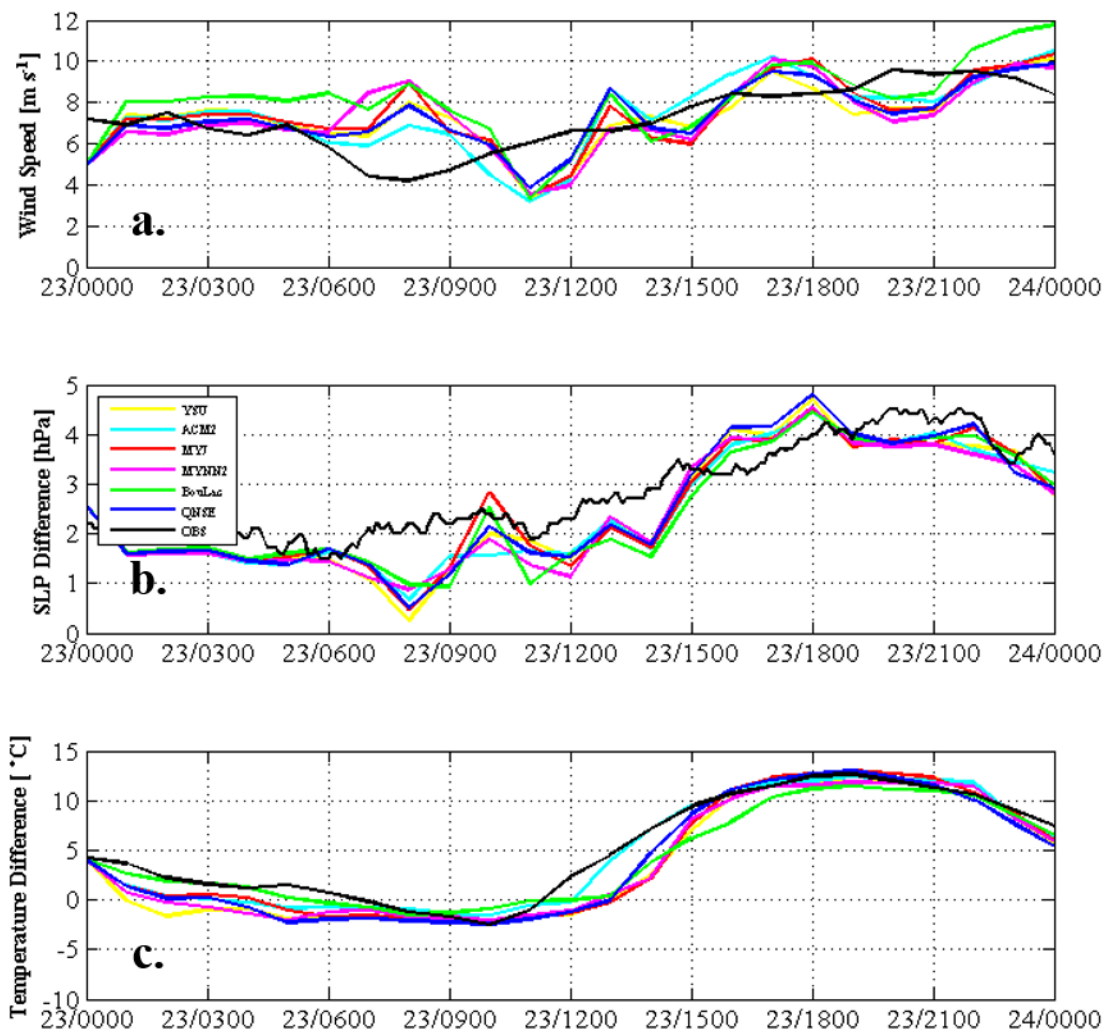 12
10
8
6
4
2
0
Wind Speed [m s⁻¹]
a.
23/0000 23/0300 23/0600 23/0900 23/1200 23/1500 23/1800 23/2100 24/0000
5
4
3
2
1
0
SLP Difference [hPa]
YSU
ACM2
MYJ
MYNN2
BouLac
QNSE
OBS
b.
23/0000 23/0300 23/0600 23/0900 23/1200 23/1500 23/1800 23/2100 24/0000
15
10
5
0
-5
-10
Temperature Difference [ °C]
c.
23/0000 23/0300 23/0600 23/0900 23/1200 23/1500 23/1800 23/2100 24/0000